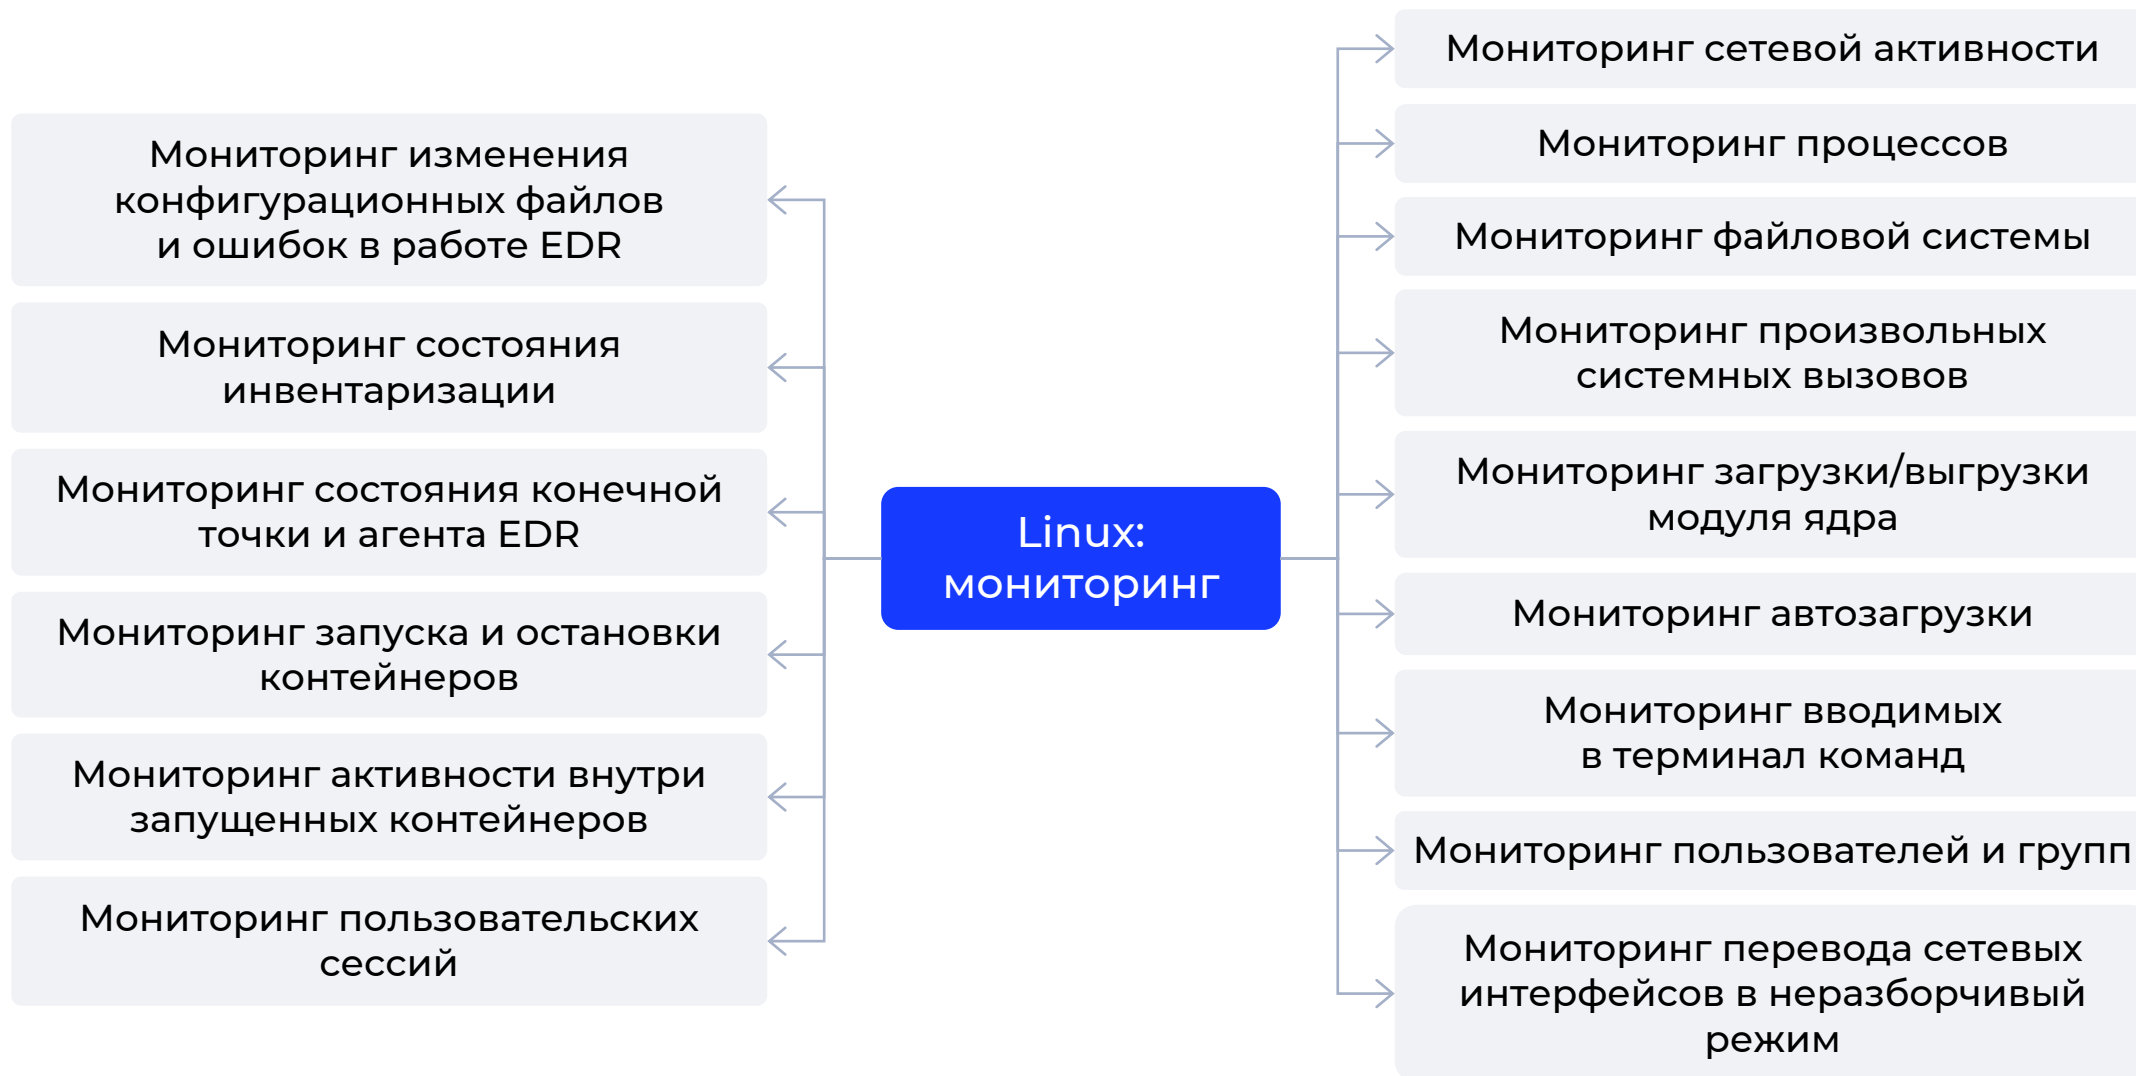 Мониторинг изменения
конфигурационных файлов
и ошибок в работе EDR
Мониторинг состояния
инвентаризации
Мониторинг состояния конечной
точки и агента EDR
Мониторинг запуска и остановки
контейнеров
Мониторинг активности внутри
запущенных контейнеров
Мониторинг пользовательских
сессий
Linux:
мониторинг
Мониторинг сетевой активности
Мониторинг процессов
Мониторинг файловой системы
Мониторинг произвольных
системных вызовов
Мониторинг загрузки/выгрузки
модуля ядра
Мониторинг автозагрузки
Мониторинг вводимых
в терминал команд
Мониторинг пользователей и групп
Мониторинг перевода сетевых
интерфейсов в неразборчивый
режим